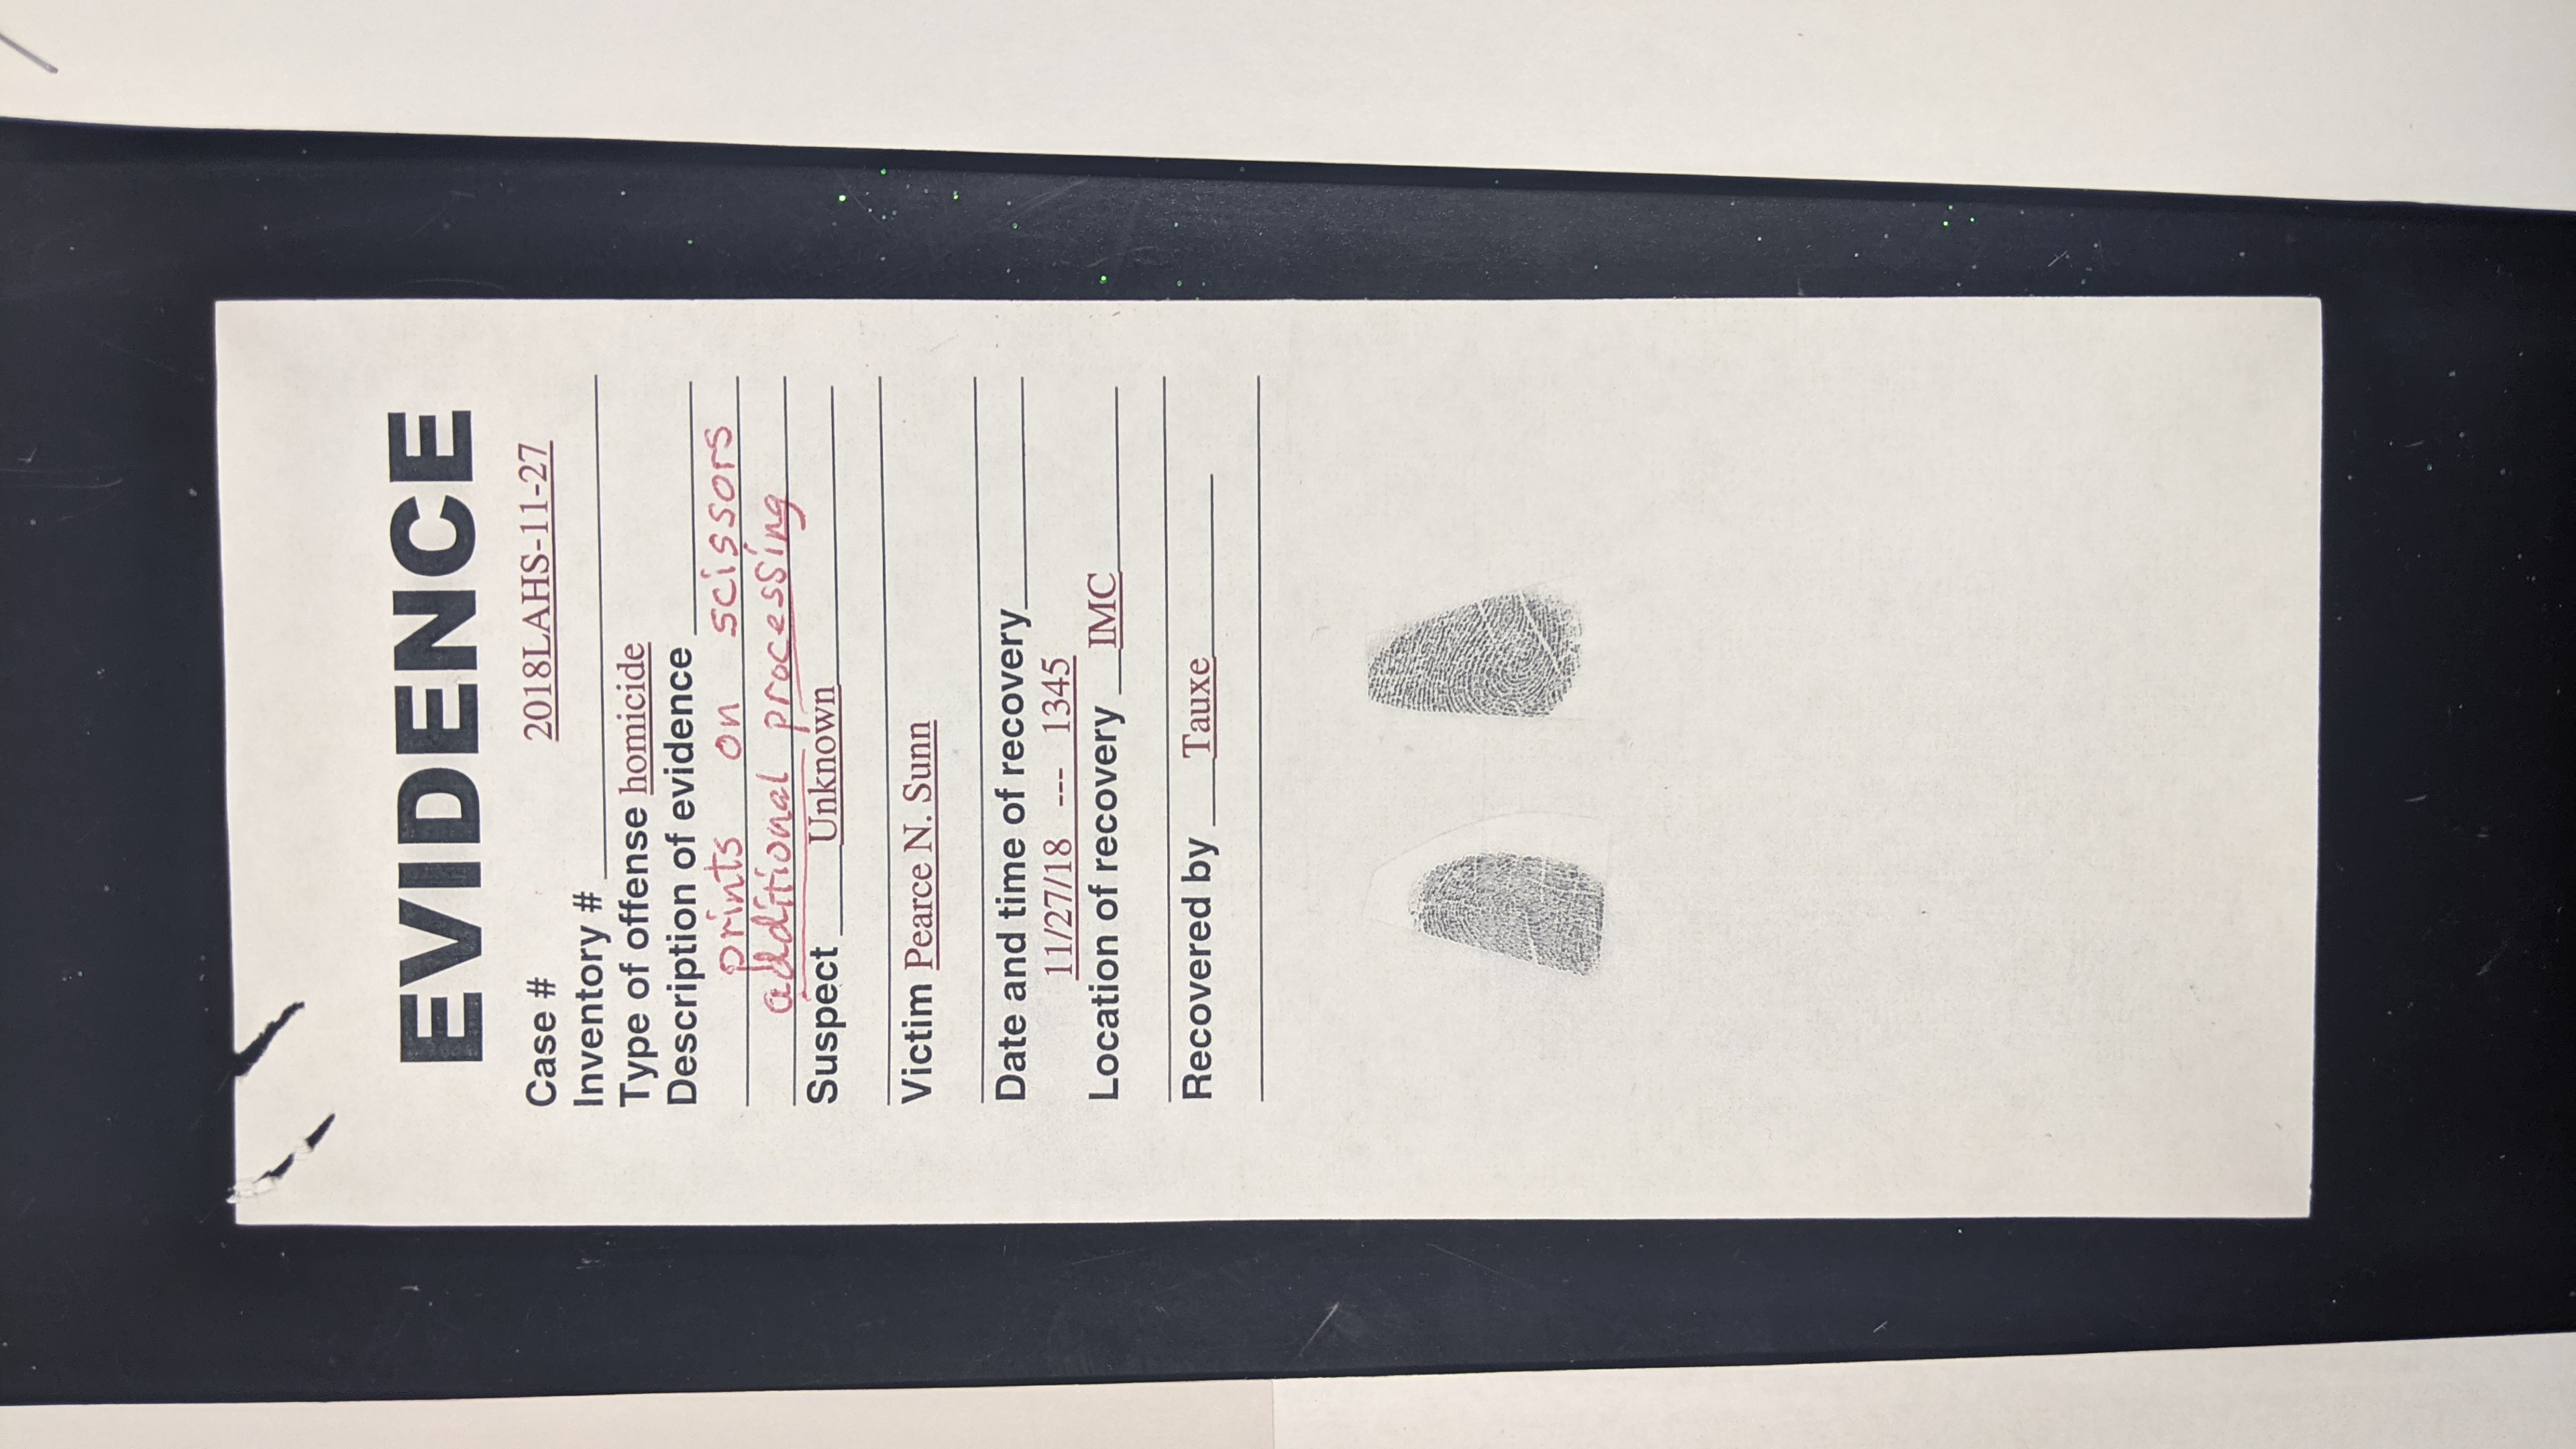 EVIDENCE
Case # 2018LAHS-11-27
Inventory #
Type of offense homicide
Description of evidence
prints on scissors
additional processing
Suspect Unknown
Victim Pearce N. Sunn
Date and time of recovery
11/27/18 --- 1345
Location of recovery IMC
Recovered by Tauxe